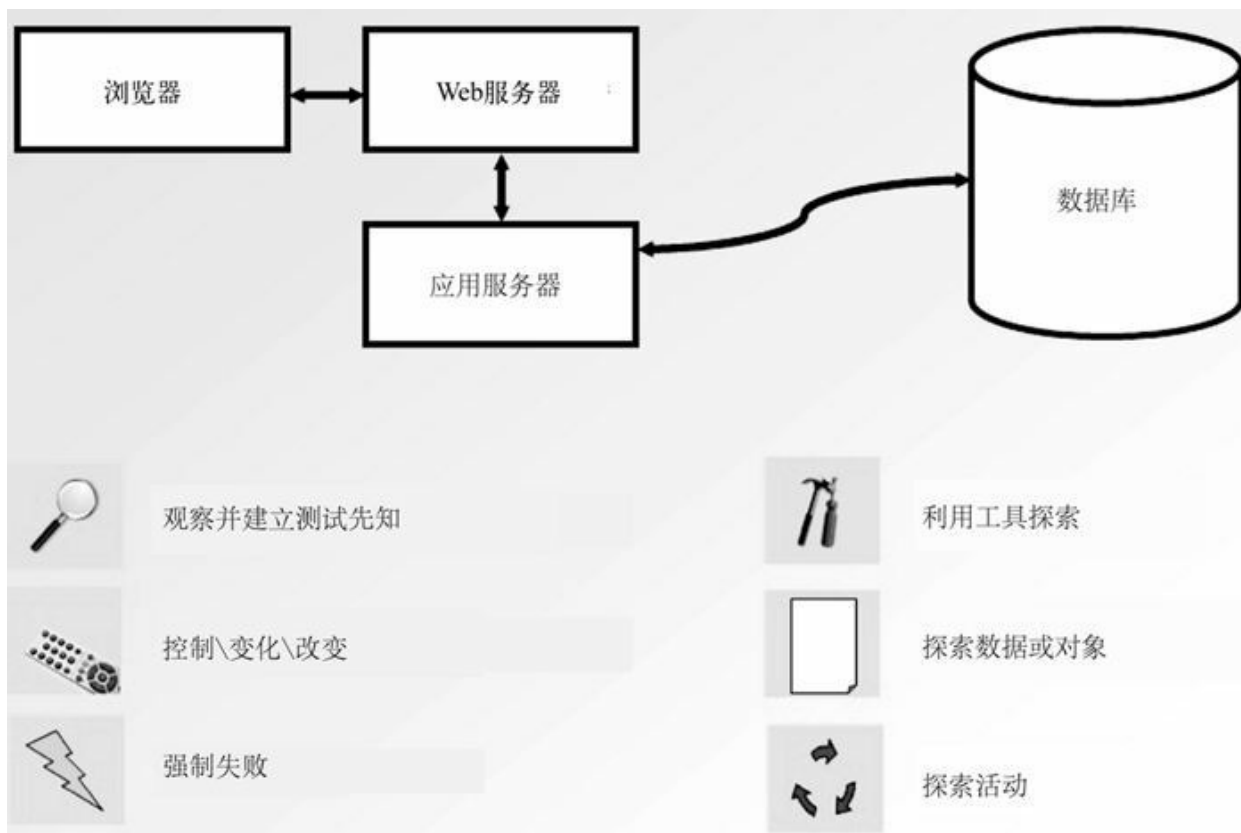 浏览器
Web服务器
数据库
应用服务器
观察并建立测试先知
利用工具探索
控制\变化\改变
探索数据或对象
强制失败
探索活动